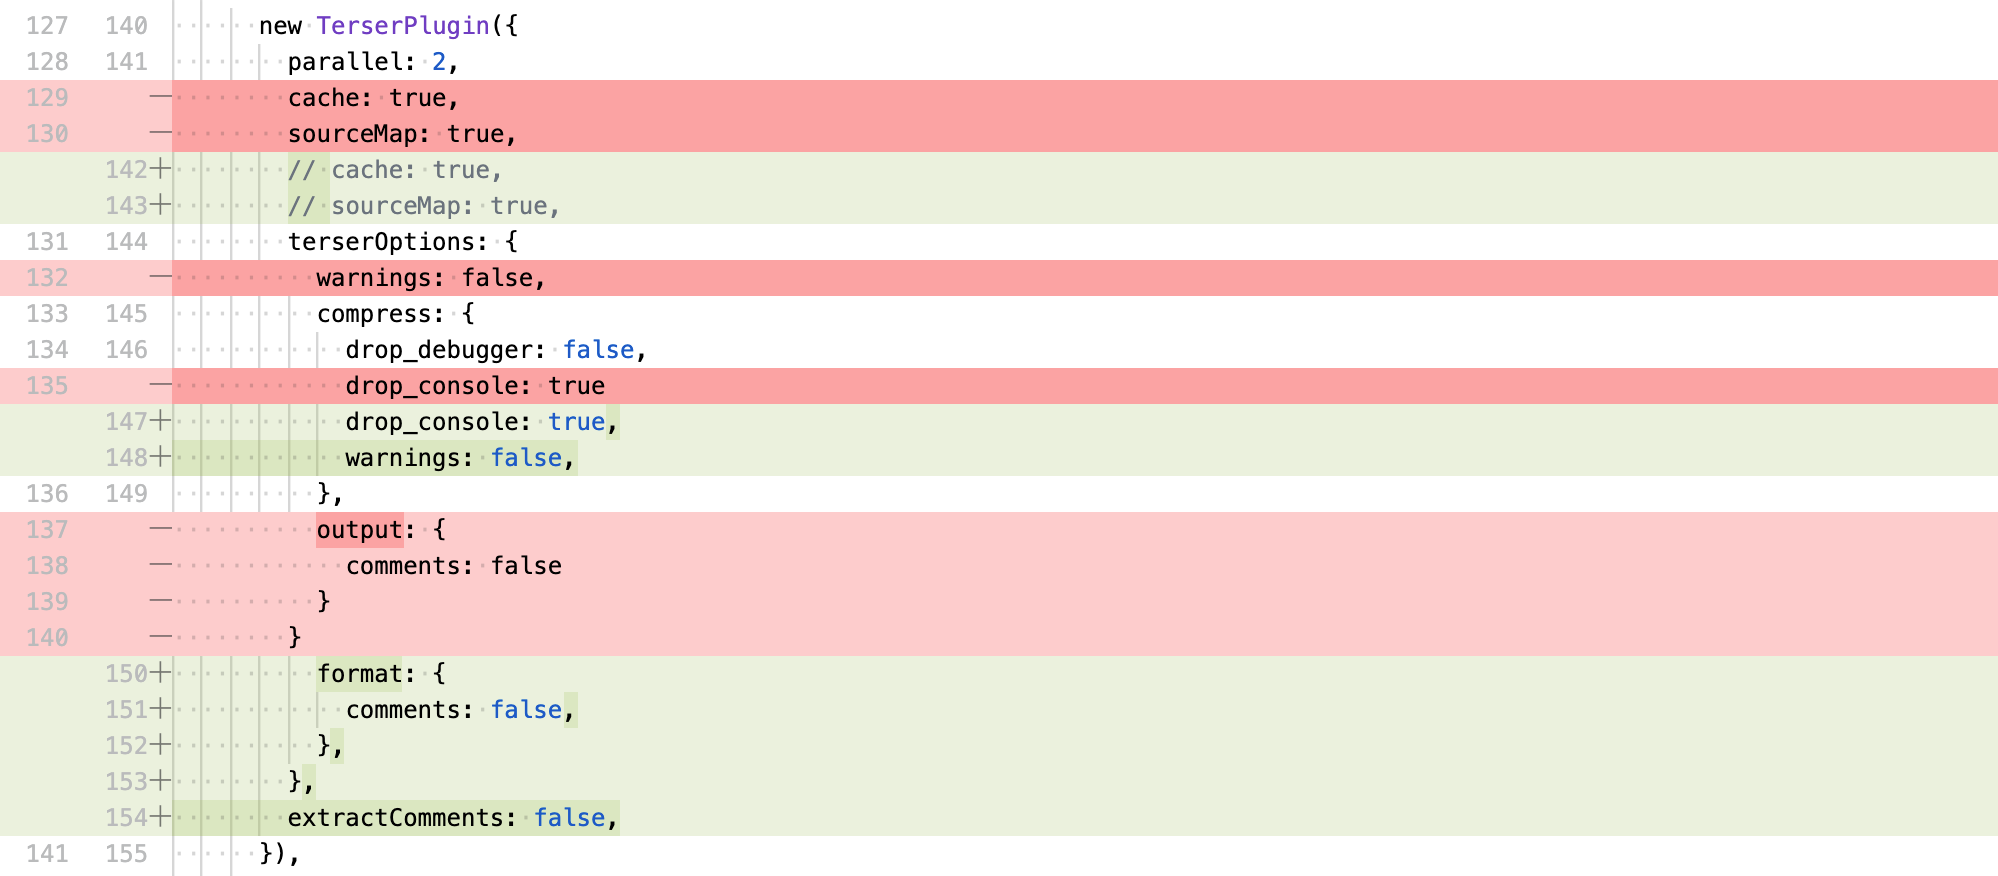 127 140 new TerserPlugin({
128 141 parallel: 2,
129 — cache: true,
130 — sourceMap: true,
142+ // cache: true,
143+ // sourceMap: true,
131 144 terserOptions: {
132 — warnings: false,
133 145 compress: {
134 146 drop_debugger: false,
135 — drop_console: true
147+ drop_console: true,
148+ warnings: false,
136 149 },
137 — output: {
138 — comments: false
139 — }
140 — }
150+ format: {
151+ comments: false,
152+ },
153+ },
154+ extractComments: false,
141 155 }),